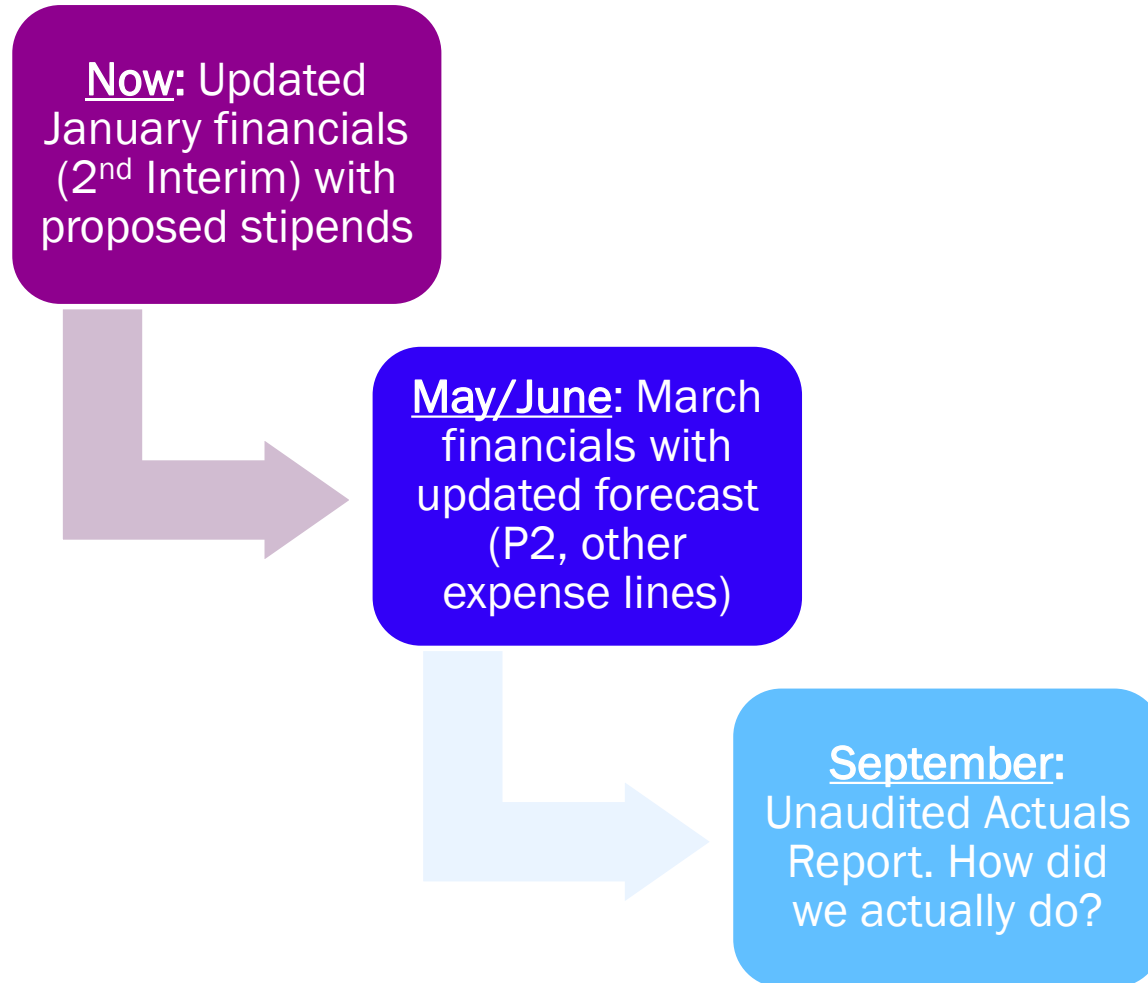 Now: Updated
January financials
(2nd Interim) with
proposed stipends
May/June: March
financials with
updated forecast
(P2, other
expense lines)
September:
Unaudited Actuals
Report. How did
we actually do?